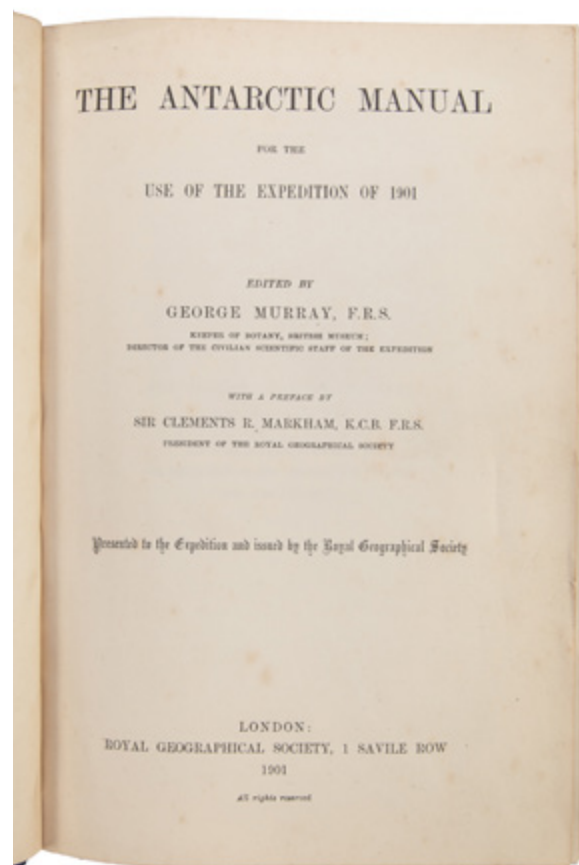 THE ANTARCTIC MANUAL
FOR THE
USE OF THE EXPEDITION OF 1901
EDITED BY
GEORGE MURRAY, F.R.S.
KEEPER OF BOTANY, BRITISH MUSEUM;
DIRECTOR OF THE CIVILIAN SCIENTIFIC STAFF OF THE EXPEDITION
WITH A PREFACE BY
SIR CLEMENTS R. MARKHAM, K.C.B. F.R.S.
PRESIDENT OF THE ROYAL GEOGRAPHICAL SOCIETY
Presented to the Expedition and issued by the Royal Geographical Society
LONDON:
ROYAL GEOGRAPHICAL SOCIETY, 1 SAVILE ROW
1901
All rights reserved